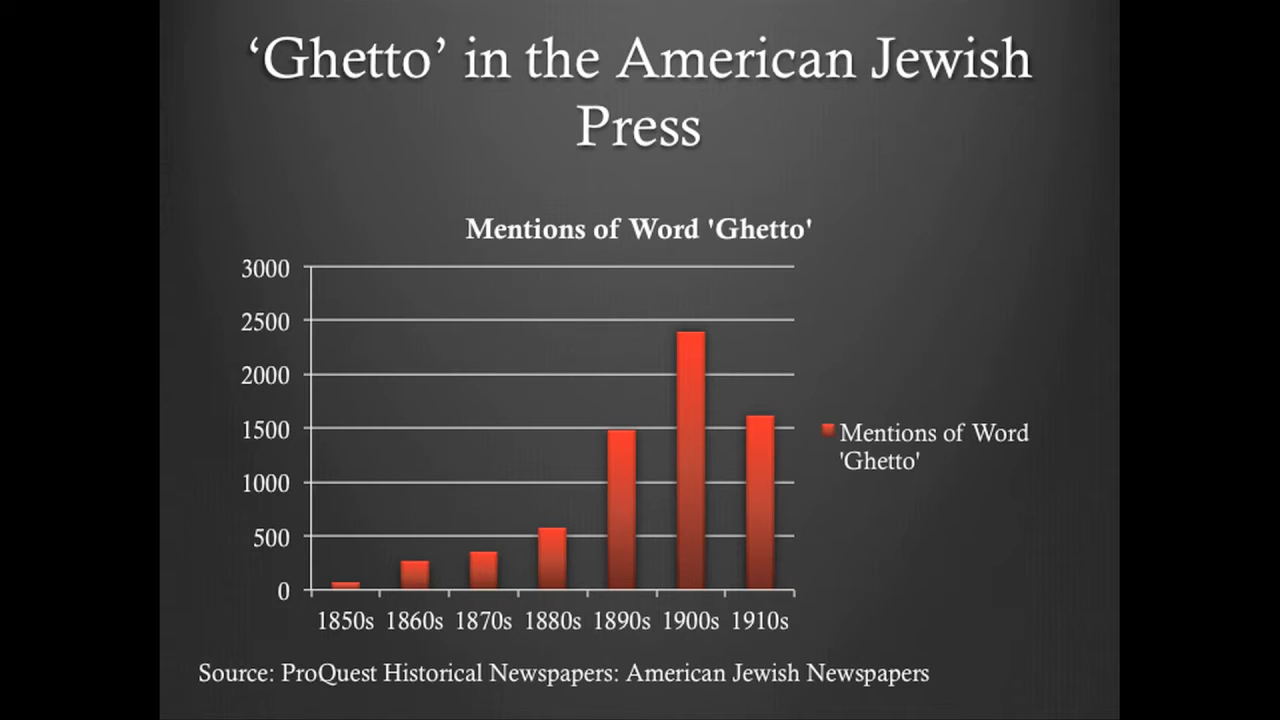 ‘Ghetto’ in the American Jewish
Press
Mentions of Word 'Ghetto'
3000
2500
2000
1500
1000
500
0
1850s 1860s 1870s 1880s 1890s 1900s 1910s
Mentions of Word
'Ghetto'
Source: ProQuest Historical Newspapers: American Jewish Newspapers